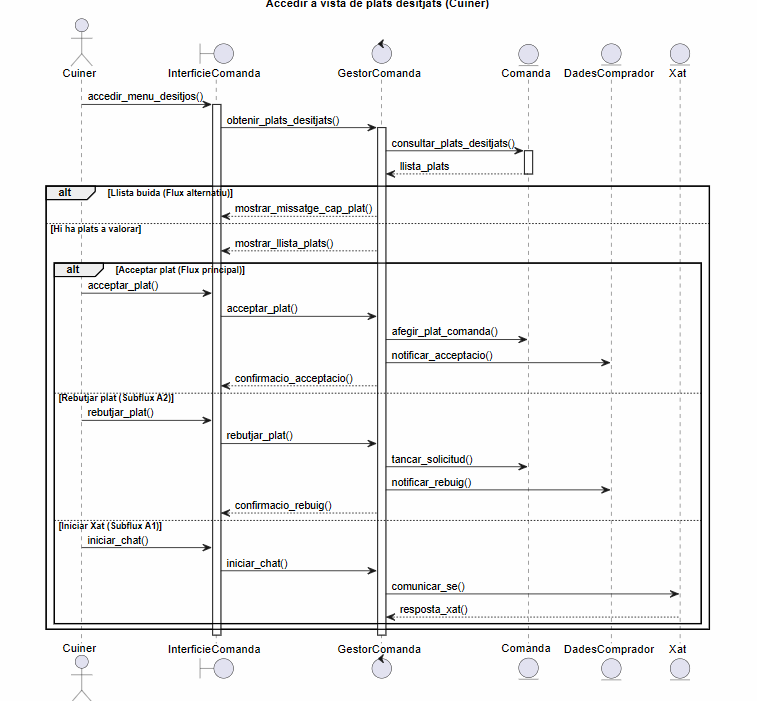 Accedir a vista de plats desitjats (Cuiner)
Cuiner InterficieComanda GestorComanda Comanda DadesComprador Xat
accedir_menu_desitjos()
obtenir_plats_desitjats()
consultar_plats_desitjats()
llista_plats
alt [Llista buida (Flux alternatiu)]
mostrar_missatge_cap_plat()
[Hi ha plats a valorar]
mostrar_llista_plats()
alt [Acceptar plat (Flux principal)]
acceptar_plat()
acceptar_plat()
afegir_plat_comanda()
notificar_acceptacio()
confirmacio_acceptacio()
[Rebutjar plat (Subflux A2)]
rebutjar_plat()
rebutjar_plat()
tancar_solicitud()
notificar_rebuig()
confirmacio_rebuig()
[Iniciar Xat (Subflux A1)]
iniciar_chat()
iniciar_chat()
comunicar_se()
resposta_xat()
Cuiner InterficieComanda GestorComanda Comanda DadesComprador Xat